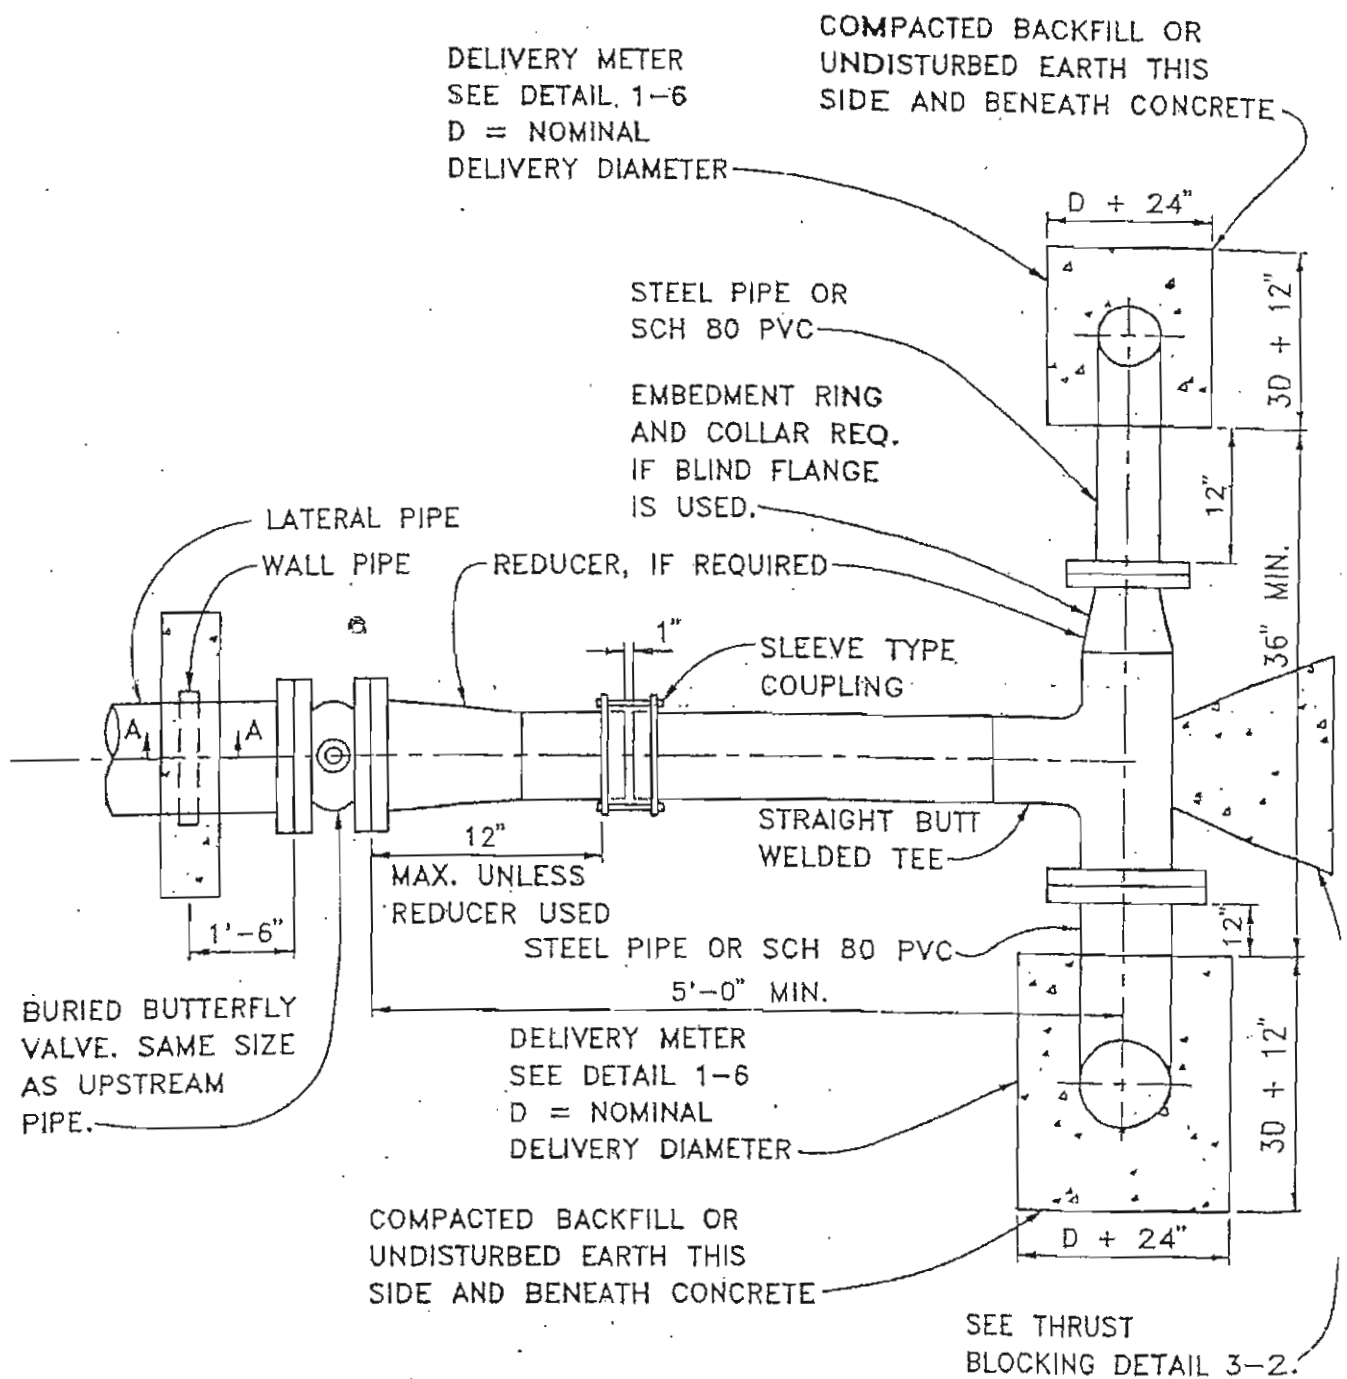 COMPACTED BACKFILL OR
UNDISTURBED EARTH THIS
SIDE AND BENEATH CONCRETE
DELIVERY METER
SEE DETAIL. 1-6
D = NOMINAL
DELIVERY DIAMETER
D + 24"
3D + 12"
STEEL PIPE OR
SCH 80 PVC
EMBEDMENT RING
AND COLLAR REQ.
IF BLIND FLANGE
IS USED.
12"
36" MIN.
LATERAL PIPE
WALL PIPE
REDUCER, IF REQUIRED
1"
SLEEVE TYPE
COUPLING
A
A
STRAIGHT BUTT
WELDED TEE
12"
MAX. UNLESS
REDUCER USED
1'-6"
12"
STEEL PIPE OR SCH 80 PVC
5'-0" MIN.
BURIED BUTTERFLY
VALVE. SAME SIZE
AS UPSTREAM
PIPE.
DELIVERY METER
SEE DETAIL 1-6
D = NOMINAL
DELIVERY DIAMETER
3D + 12"
COMPACTED BACKFILL OR
UNDISTURBED EARTH THIS
SIDE AND BENEATH CONCRETE
D + 24"
SEE THRUST
BLOCKING DETAIL 3-2.